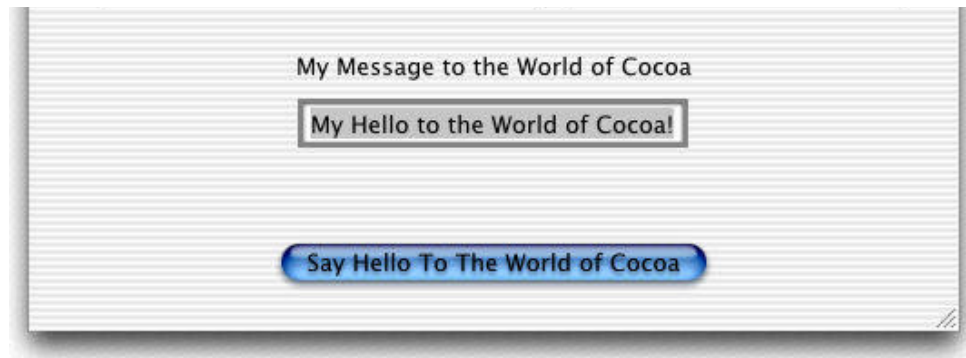 My Message to the World of Cocoa
My Hello to the World of Cocoa!
Say Hello To The World of Cocoa